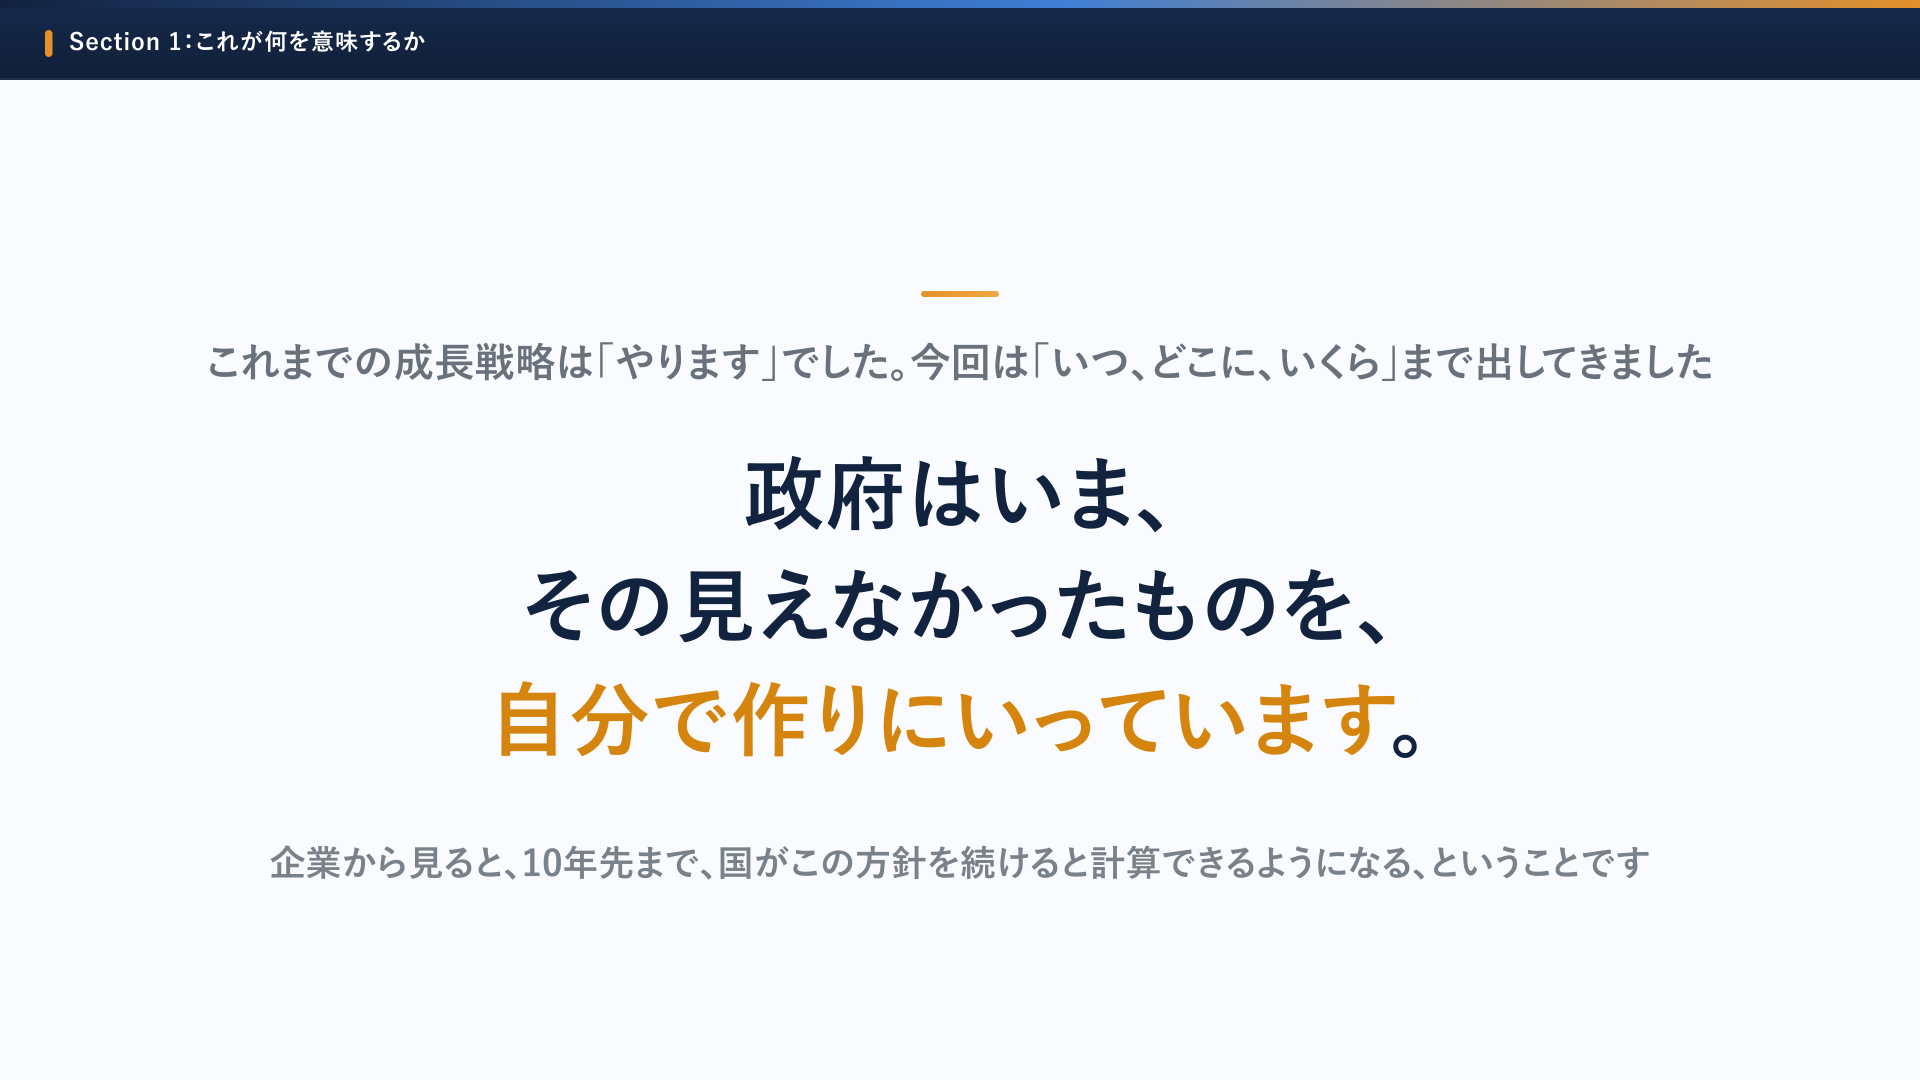 Section 1：これが何を意味するか
これまでの成長戦略は「やります」でした。今回は「いつ、どこに、いくら」まで出してきました
政府はいま、
その見えなかったものを、
自分で作りにいっています。
企業から見ると、10年先まで、国がこの方針を続けると計算できるようになる、ということです